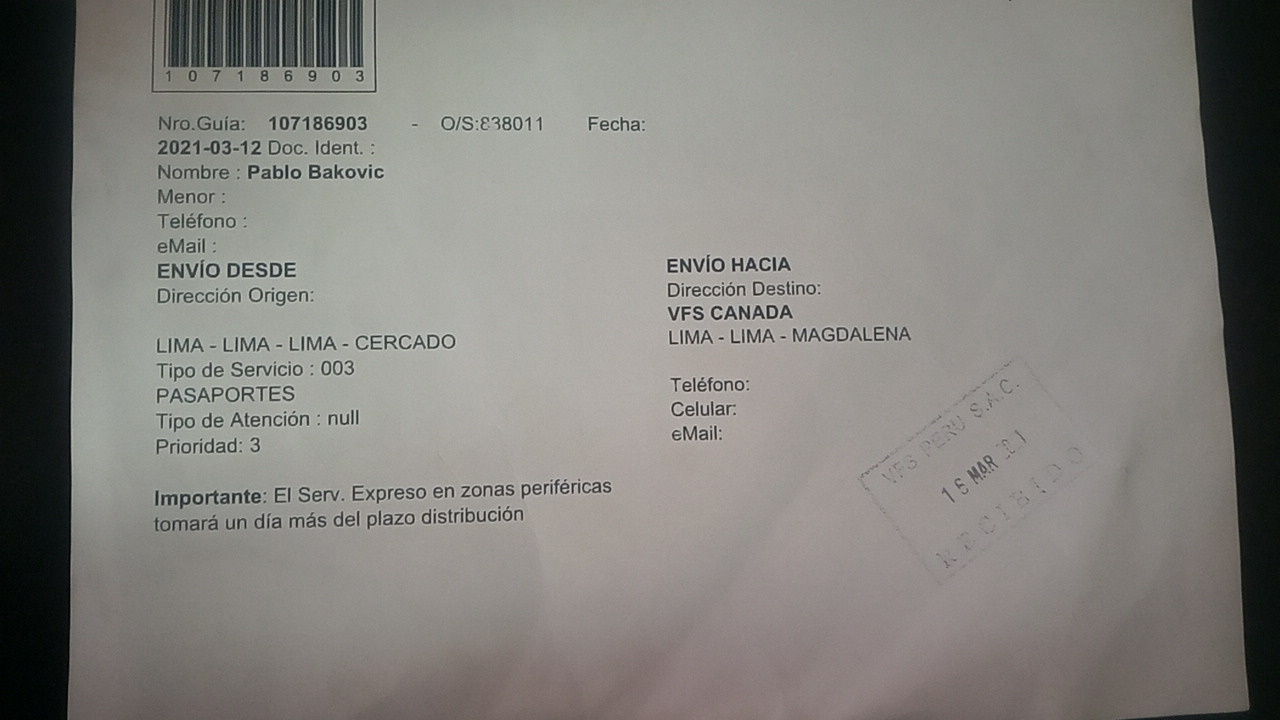 107186903
Nro.Guía: 107186903 - O/S:838011 Fecha:
2021-03-12 Doc. Ident. :
Nombre : Pablo Bakovic
Menor :
Teléfono :
eMail :
ENVÍO DESDE
Dirección Origen:
LIMA - LIMA - LIMA - CERCADO
Tipo de Servicio : 003
PASAPORTES
Tipo de Atención : null
Prioridad: 3
ENVÍO HACIA
Dirección Destino:
VFS CANADA
LIMA - LIMA - MAGDALENA
Teléfono:
Celular:
eMail:
Importante: El Serv. Expreso en zonas periféricas
tomará un día más del plazo distribución
VFS PERU S.A.C.
MAR
RECIBIDO